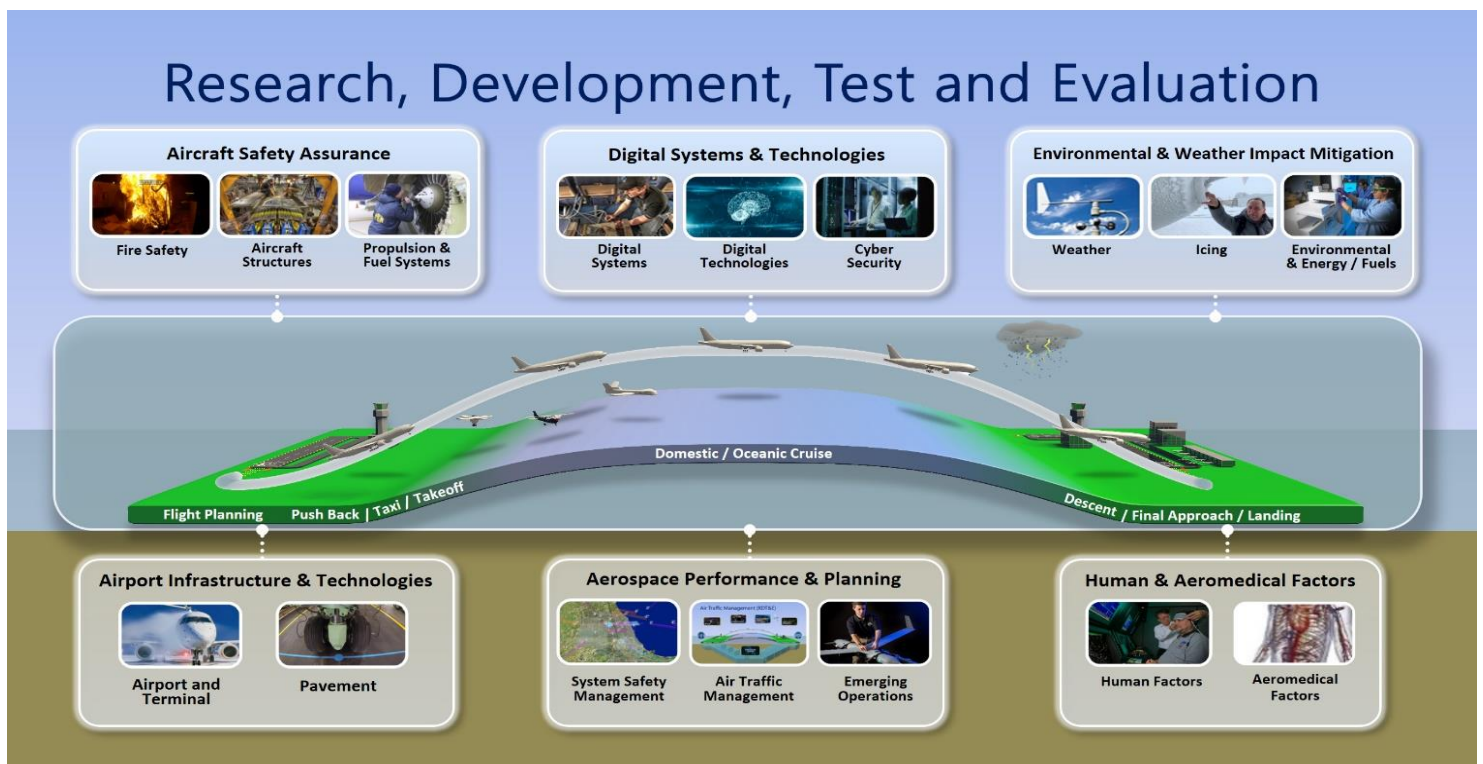 Research, Development, Test and Evaluation
Aircraft Safety Assurance
Fire Safety
Aircraft
Structures
Propulsion &
Fuel Systems
Digital Systems & Technologies
Digital
Systems
Digital
Technologies
Cyber
Security
Environmental & Weather Impact Mitigation
Weather
Icing
Environmental
& Energy / Fuels
Domestic / Oceanic Cruise
Flight Planning
Push Back / Taxi / Takeoff
Descent / Final Approach / Landing
Airport Infrastructure & Technologies
Airport and
Terminal
Pavement
Aerospace Performance & Planning
System Safety
Management
Air Traffic Management (RDT&E)
Air Traffic
Management
Emerging
Operations
Human & Aeromedical Factors
Human Factors
Aeromedical
Factors